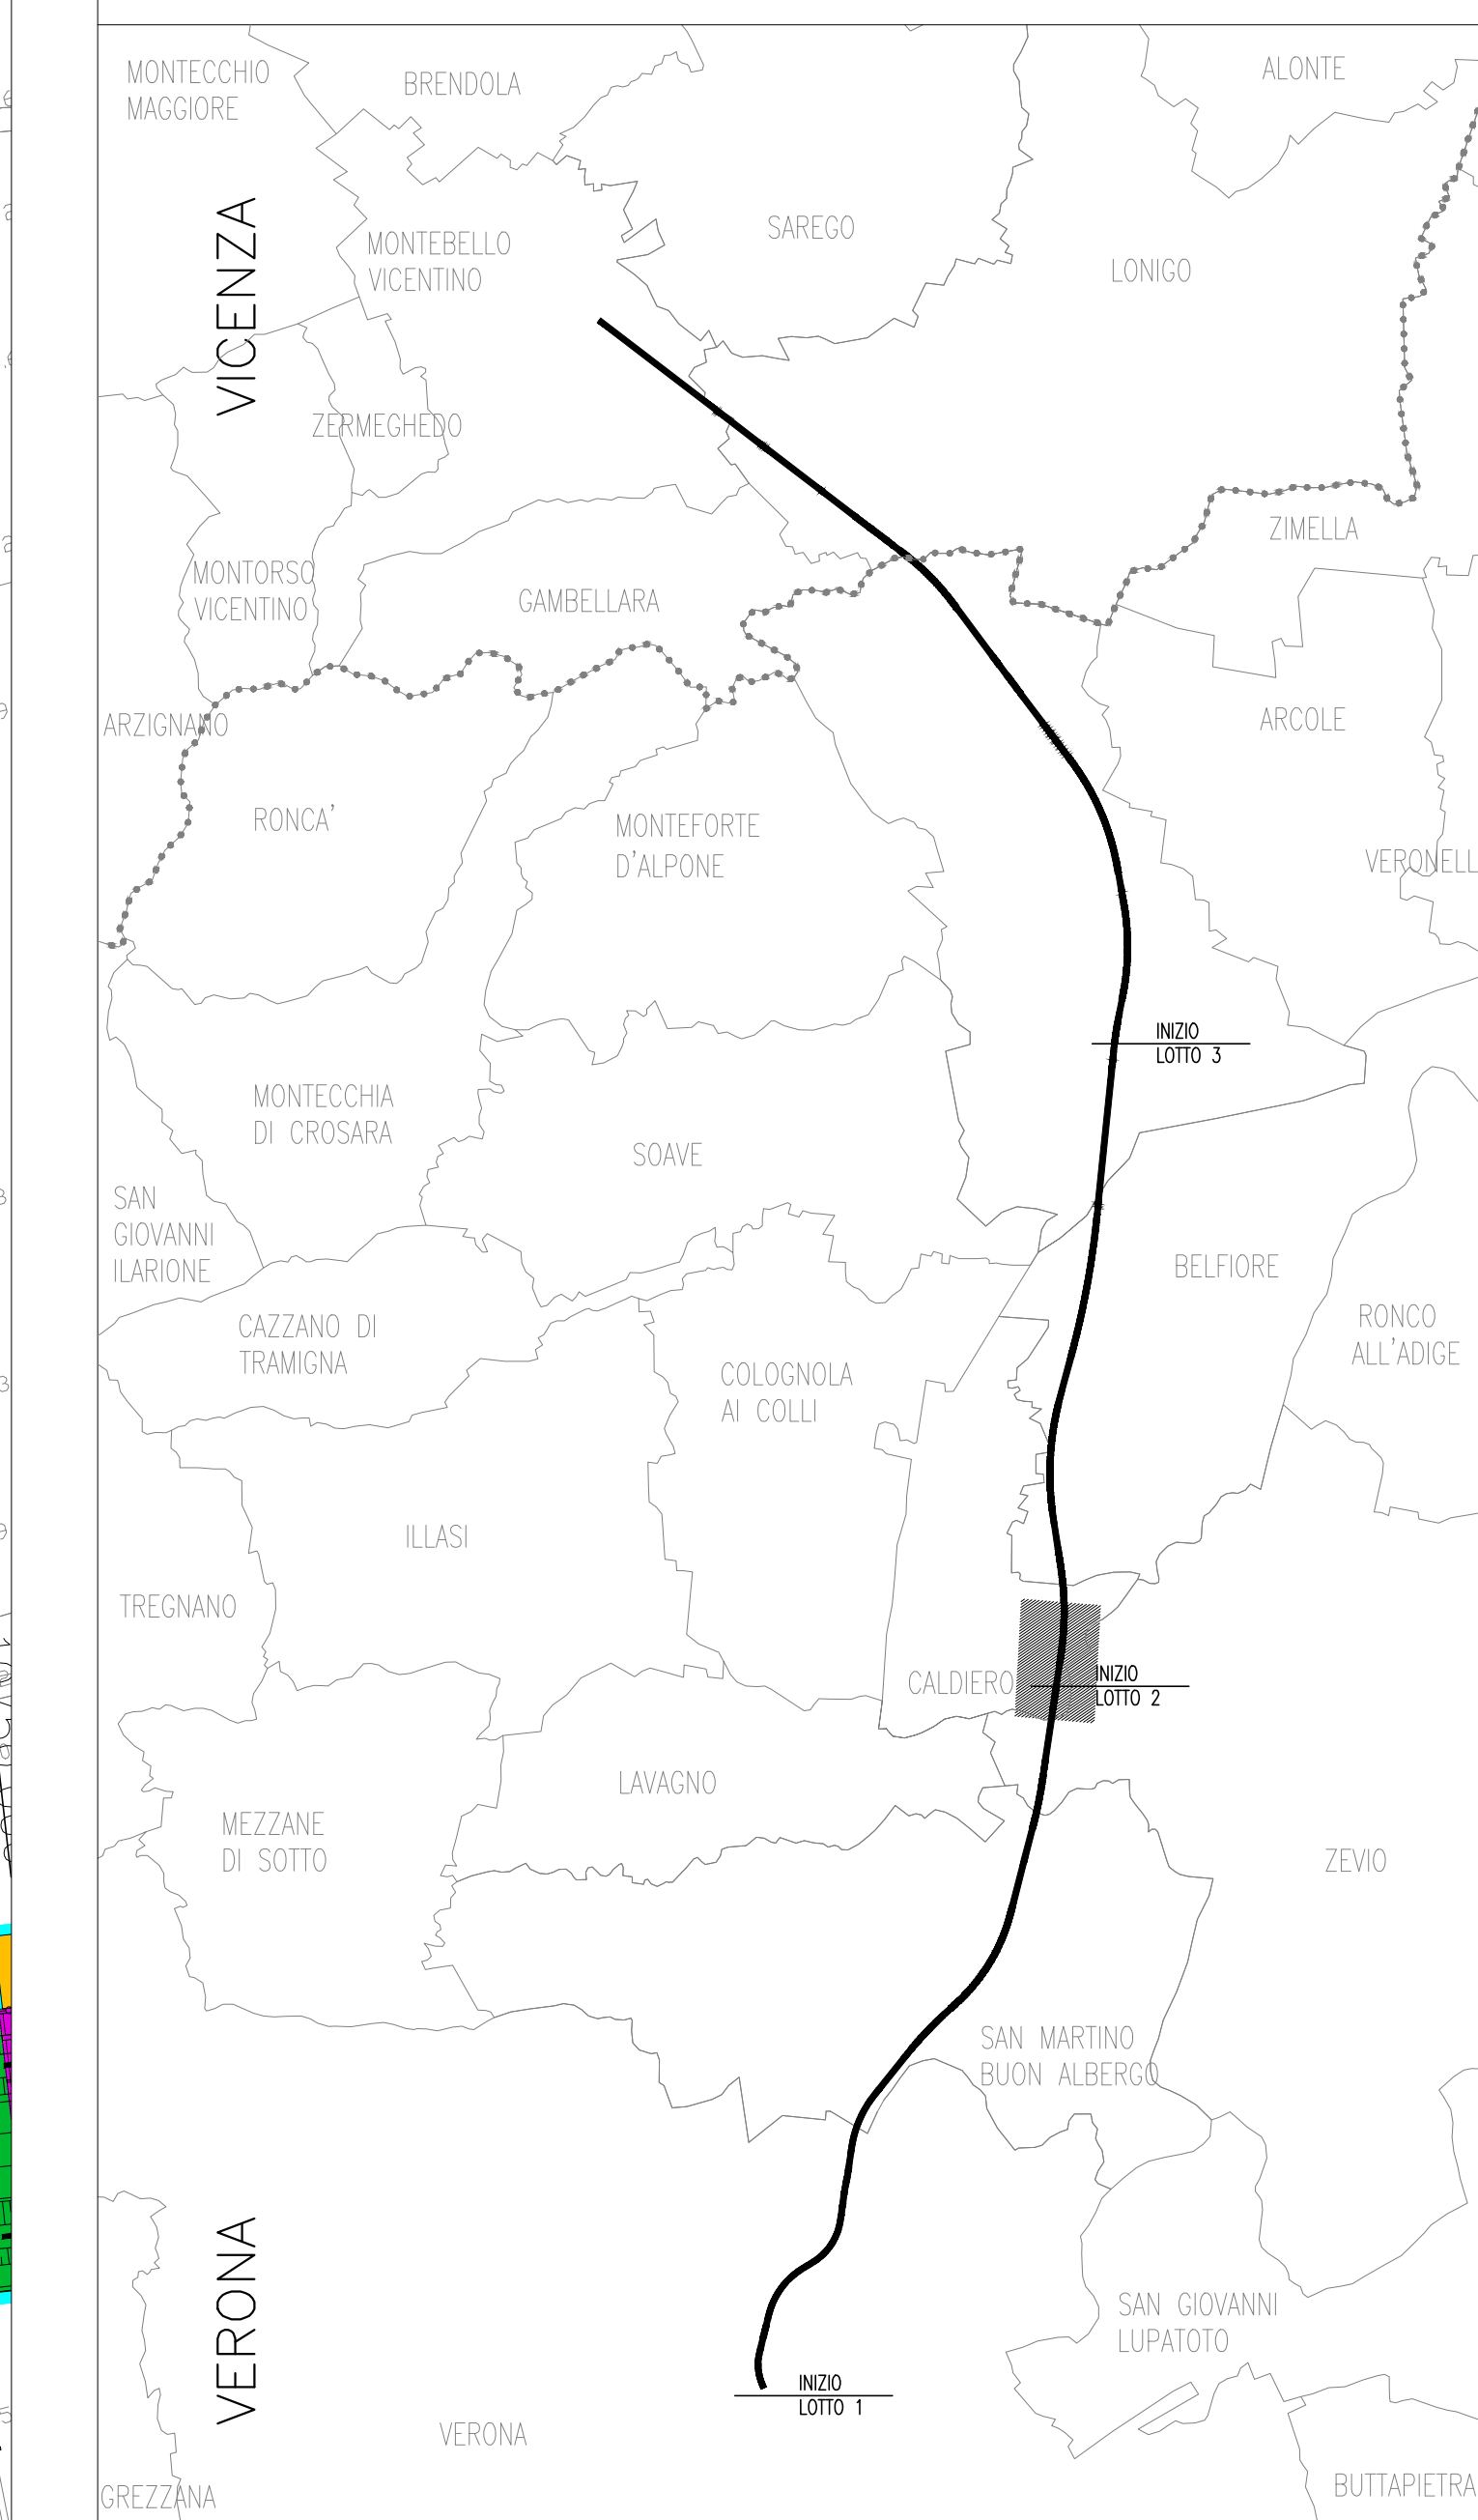 MONTECCHIO
MAGGIORE
BRENDOLA
ALONTE
VICENZA
SAREGO
MONTEBELLO
VICENTINO
LONIGO
ZERMEGHEDO
ZIMELLA
MONTORSO
VICENTINO
GAMBELLARA
ARZIGNANO
ARCOLE
RONCA'
MONTEFORTE
D'ALPONE
VERONELL
INIZIO
LOTTO 3
MONTECCHIA
DI CROSARA
SOAVE
SAN
GIOVANNI
ILARIONE
BELFIORE
CAZZANO DI
TRAMIGNA
RONCO
ALL'ADIGE
COLOGNOLA
AI COLLI
ILLASI
TREGNANO
CALDIERO
INIZIO
LOTTO 2
LAVAGNO
MEZZANE
DI SOTTO
ZEVIO
SAN MARTINO
BUON ALBERGO
VERONA
SAN GIOVANNI
LUPATOTO
INIZIO
LOTTO 1
VERONA
GREZZANA
BUTTAPIETRA